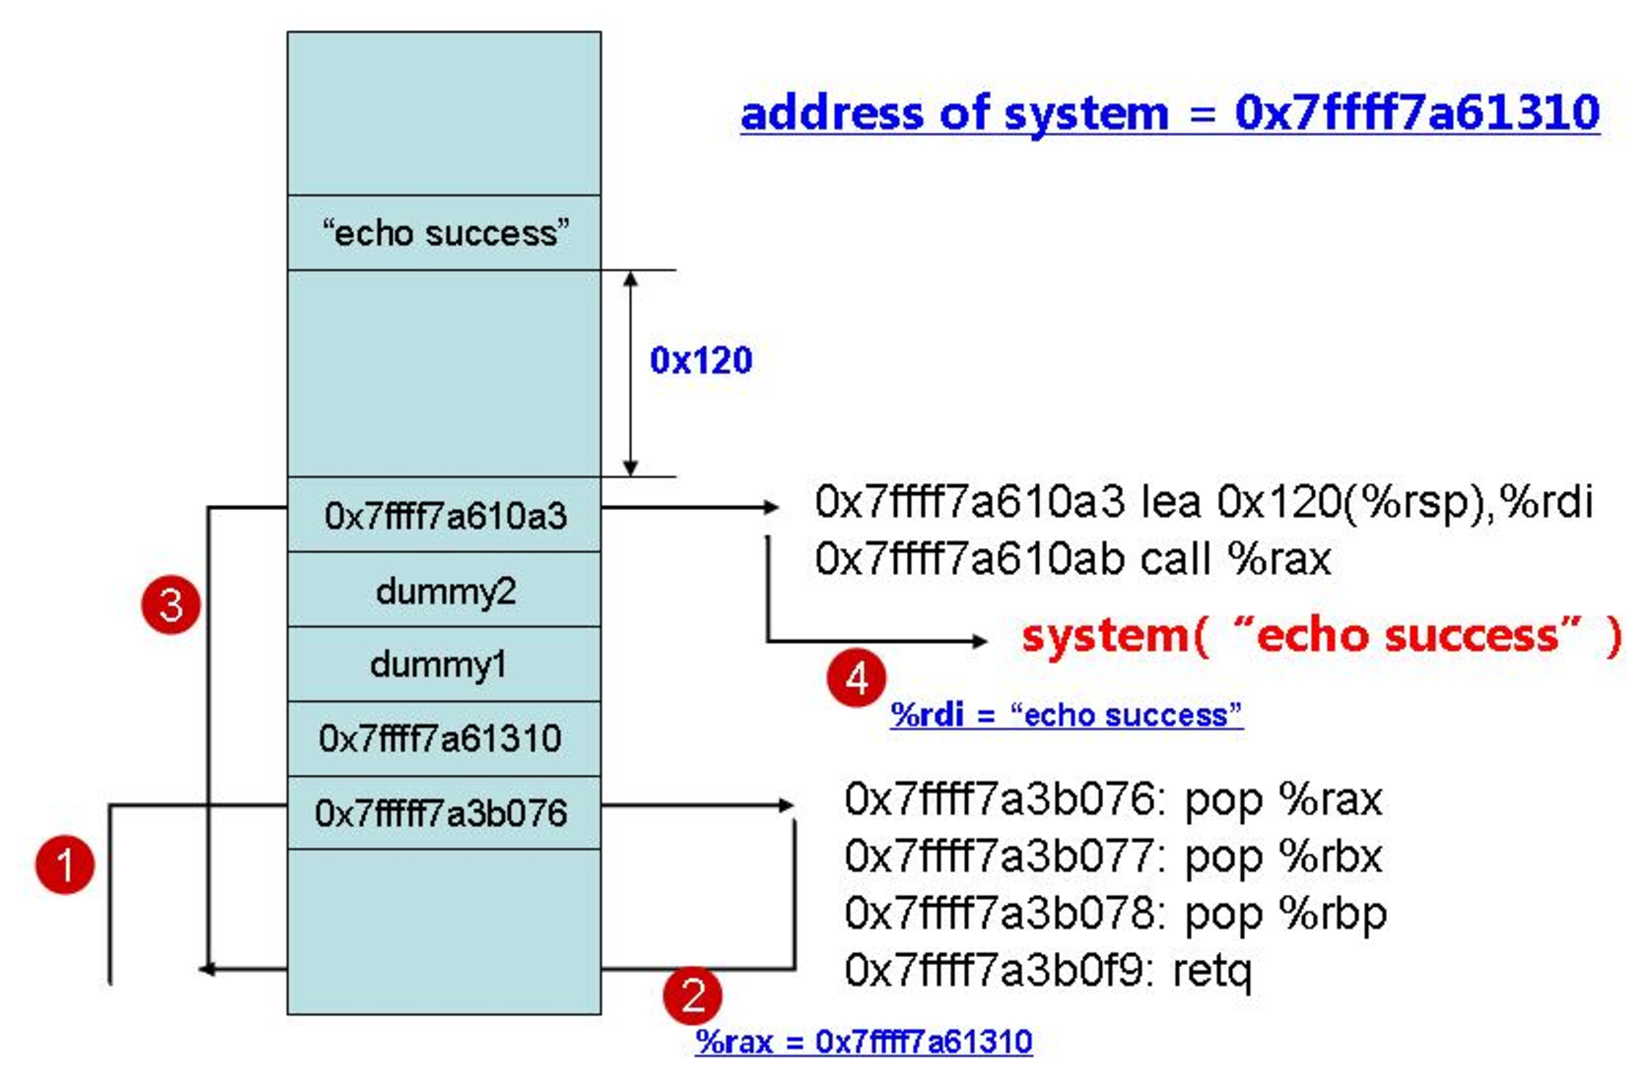 address of system = 0x7ffff7a61310
“echo success”
0x120
0x7ffff7a610a3
0x7ffff7a610a3 lea 0x120(%rsp),%rdi
0x7ffff7a610ab call %rax
dummy2
3
system( “echo success” )
dummy1
4
%rdi = “echo success”
0x7ffff7a61310
0x7fffff7a3b076
0x7ffff7a3b076: pop %rax
0x7ffff7a3b077: pop %rbx
1
0x7ffff7a3b078: pop %rbp
0x7ffff7a3b0f9: retq
2
%rax = 0x7ffff7a61310